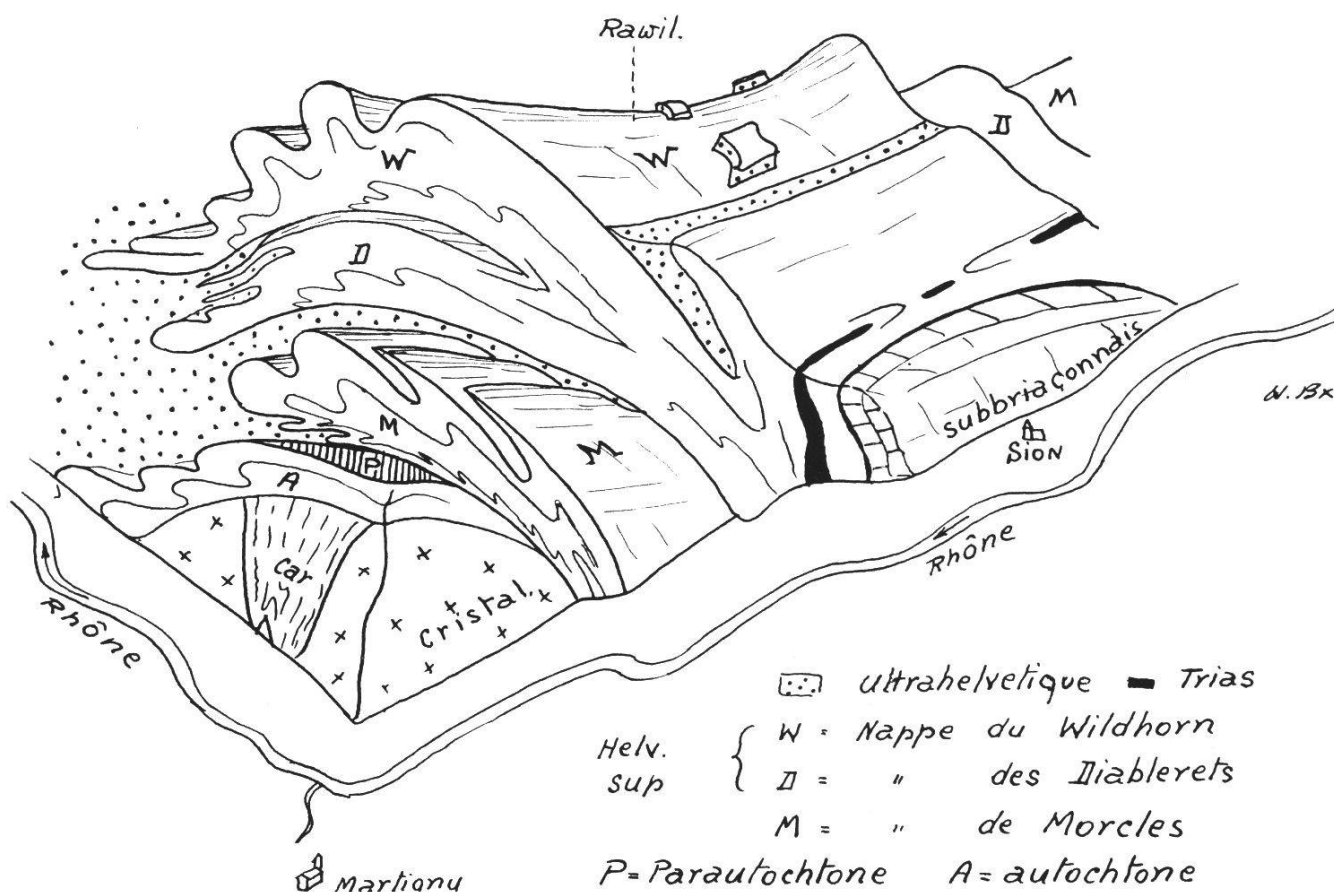 Rawil.
M
D
W
W
D
M
M
P
A
Car
Cristal.
subbriaçonnais
Sion
W. Bx
Rhône
Rhône
ultrahelvetique Trias
Helv. sup
W = Nappe du Wildhorn
D = " des Diablerets
M = " de Morcles
P = Parautochtone A = autochtone
Martigny